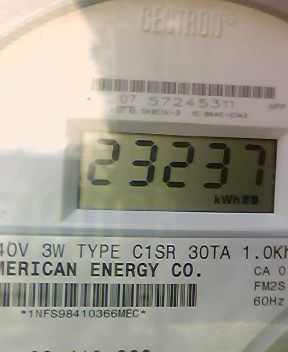 CENTRON®
07 57245311
23237
kWh
40V 3W TYPE C1SR 30TA 1.0Kh
MERICAN ENERGY CO.
CA 0
FM2S
60Hz
*1NFS98410366MEC*